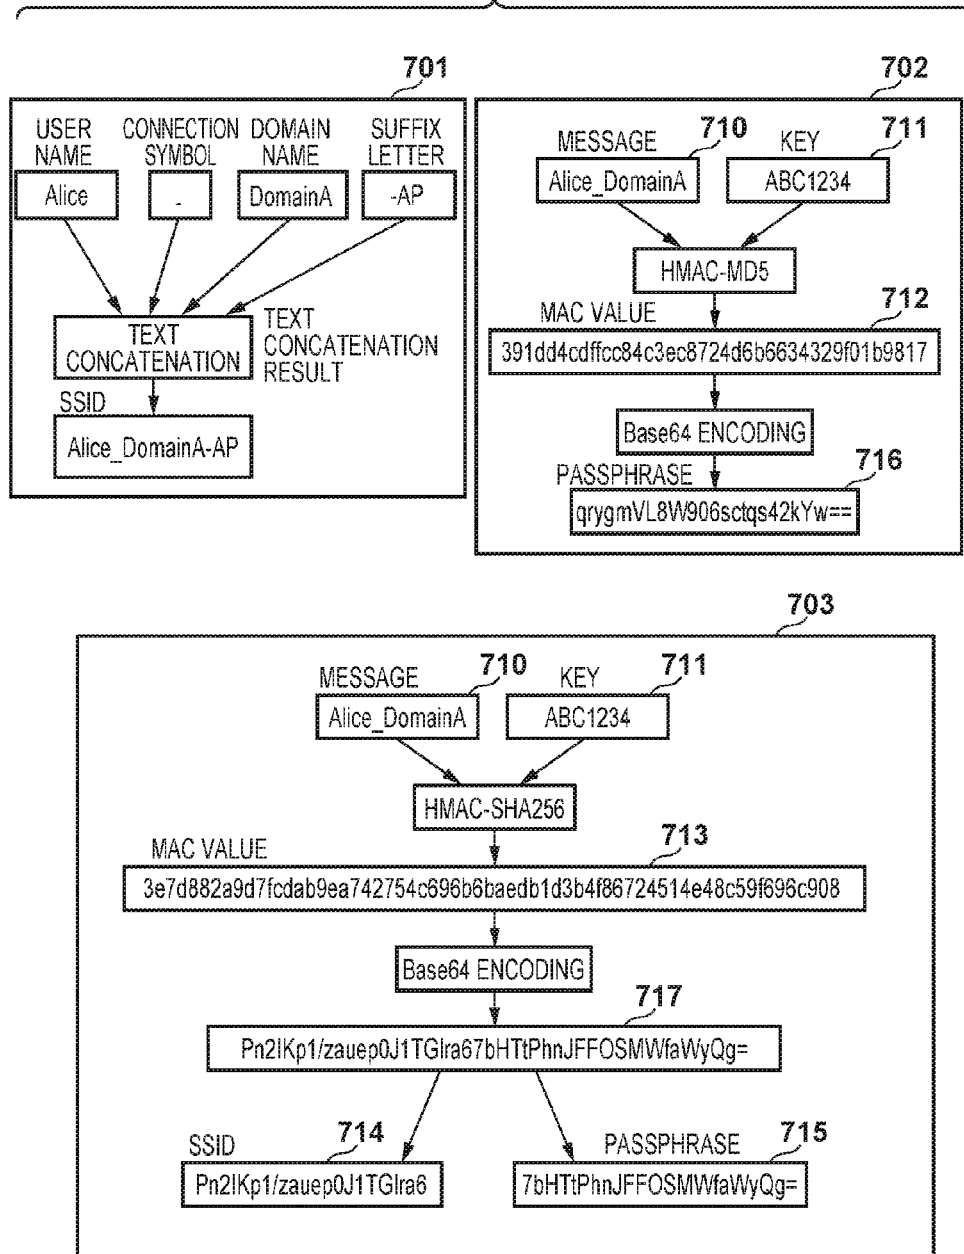 701
USER NAME
CONNECTION SYMBOL
DOMAIN NAME
SUFFIX LETTER
Alice
_
DomainA
-AP
TEXT CONCATENATION
TEXT CONCATENATION RESULT
SSID
Alice_DomainA-AP
702
MESSAGE
710
KEY
711
Alice_DomainA
ABC1234
HMAC-MD5
MAC VALUE
712
391dd4cdffcc84c3ec8724d6b6634329f01b9817
Base64 ENCODING
PASSPHRASE
716
qrygmVL8W906sctqs42kYw==
703
MESSAGE
710
KEY
711
Alice_DomainA
ABC1234
HMAC-SHA256
MAC VALUE
713
3e7d882a9d7fcdab9ea742754c696b6baedb1d3b4f86724514e48c59f696c908
Base64 ENCODING
717
Pn2IKp1/zauep0J1TGlra67bHTtPhnJFFOSMWfaWyQg=
SSID
714
Pn2IKp1/zauep0J1TGlra6
PASSPHRASE
715
7bHTtPhnJFFOSMWfaWyQg=